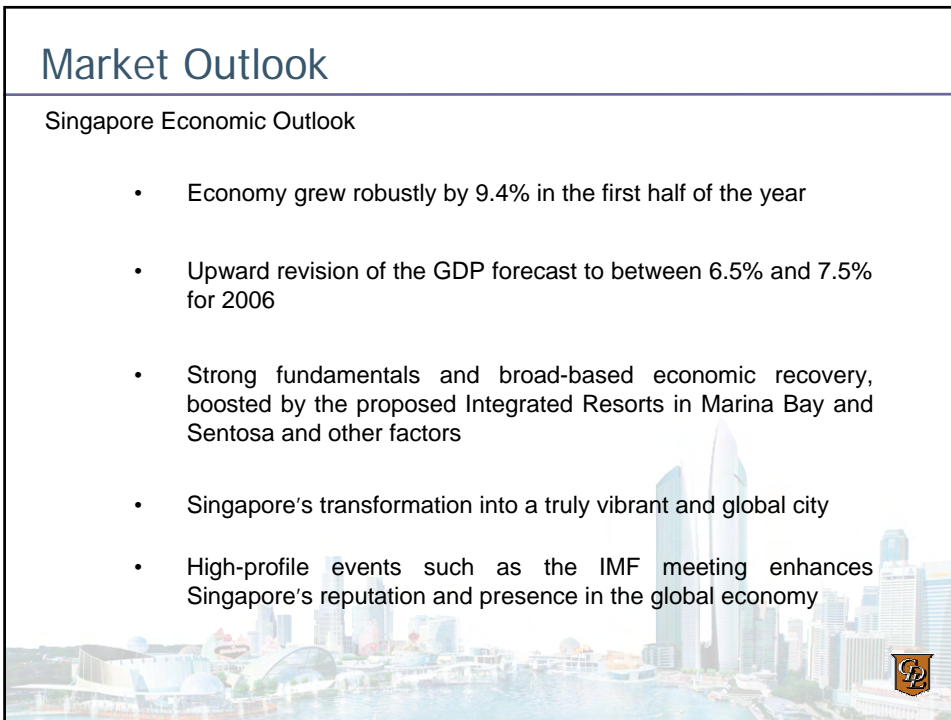 Market Outlook
Singapore Economic Outlook
• Economy grew robustly by 9.4% in the first half of the year
• Upward revision of the GDP forecast to between 6.5% and 7.5%
for 2006
• Strong fundamentals and broad-based economic recovery,
boosted by the proposed Integrated Resorts in Marina Bay and
Sentosa and other factors
• Singapore's transformation into a truly vibrant and global city
• High-profile events such as the IMF meeting enhances
Singapore's reputation and presence in the global economy
CDL